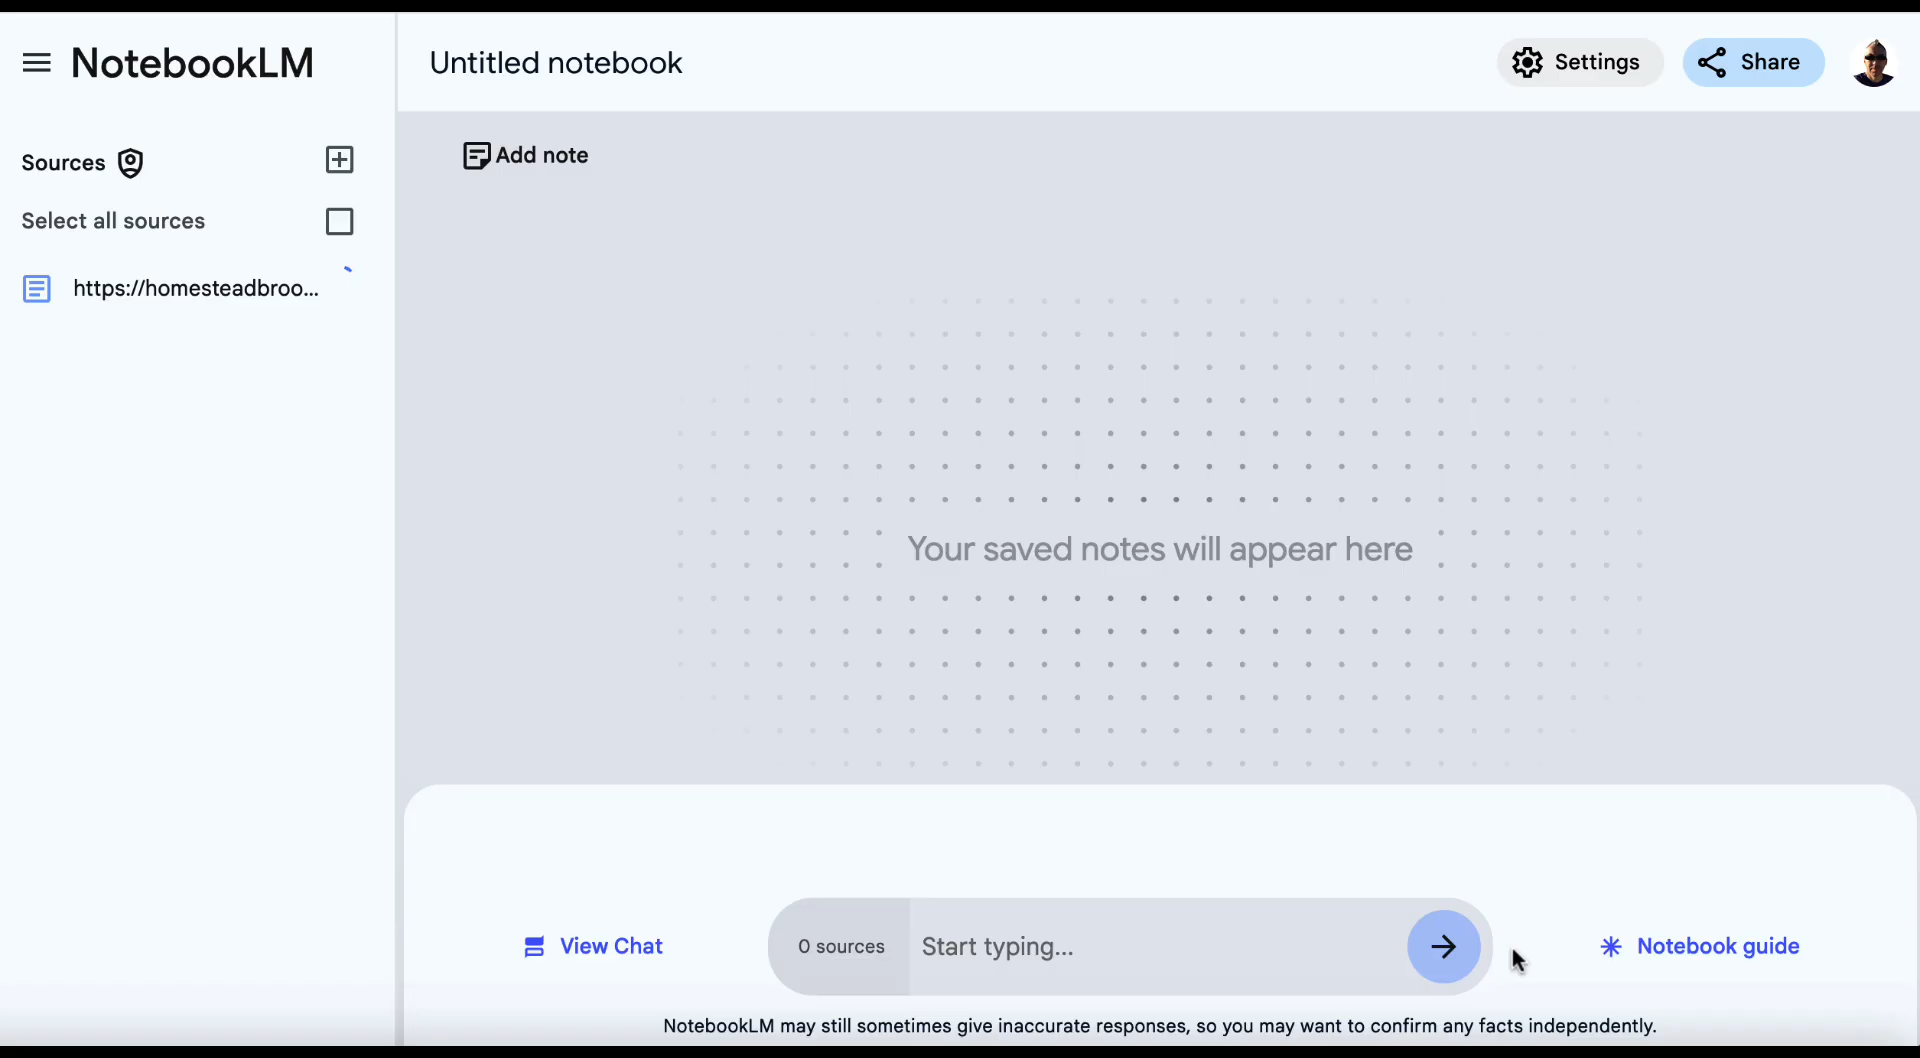 NotebookLM
Untitled notebook
Settings
Share
Sources
Select all sources
https://homesteadbroo...
Add note
Your saved notes will appear here
View Chat
0 sources
Start typing...
Notebook guide
NotebookLM may still sometimes give inaccurate responses, so you may want to confirm any facts independently.